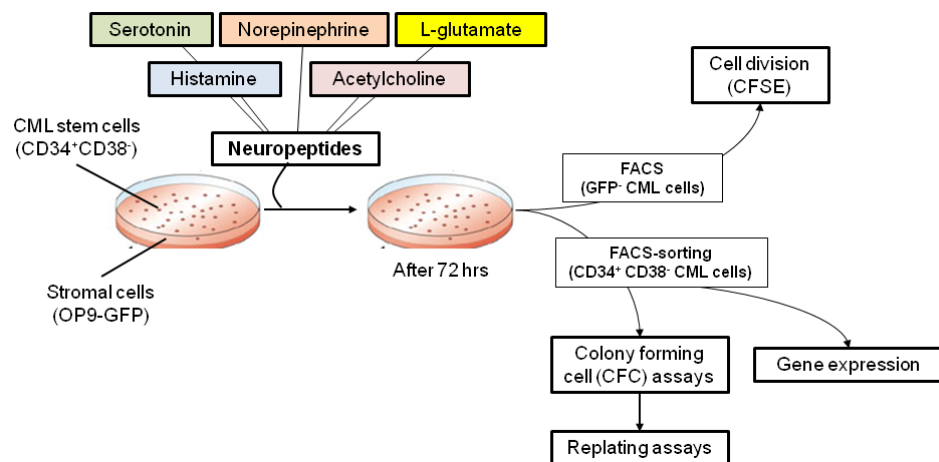 Serotonin
Norepinephrine
L-glutamate
Histamine
Acetylcholine
Neuropeptides
CML stem cells
(CD34⁺CD38⁻)
Stromal cells
(OP9-GFP)
After 72 hrs
FACS
(GFP⁻ CML cells)
Cell division
(CFSE)
FACS-sorting
(CD34⁺ CD38⁻ CML cells)
Colony forming
cell (CFC) assays
Gene expression
Replating assays